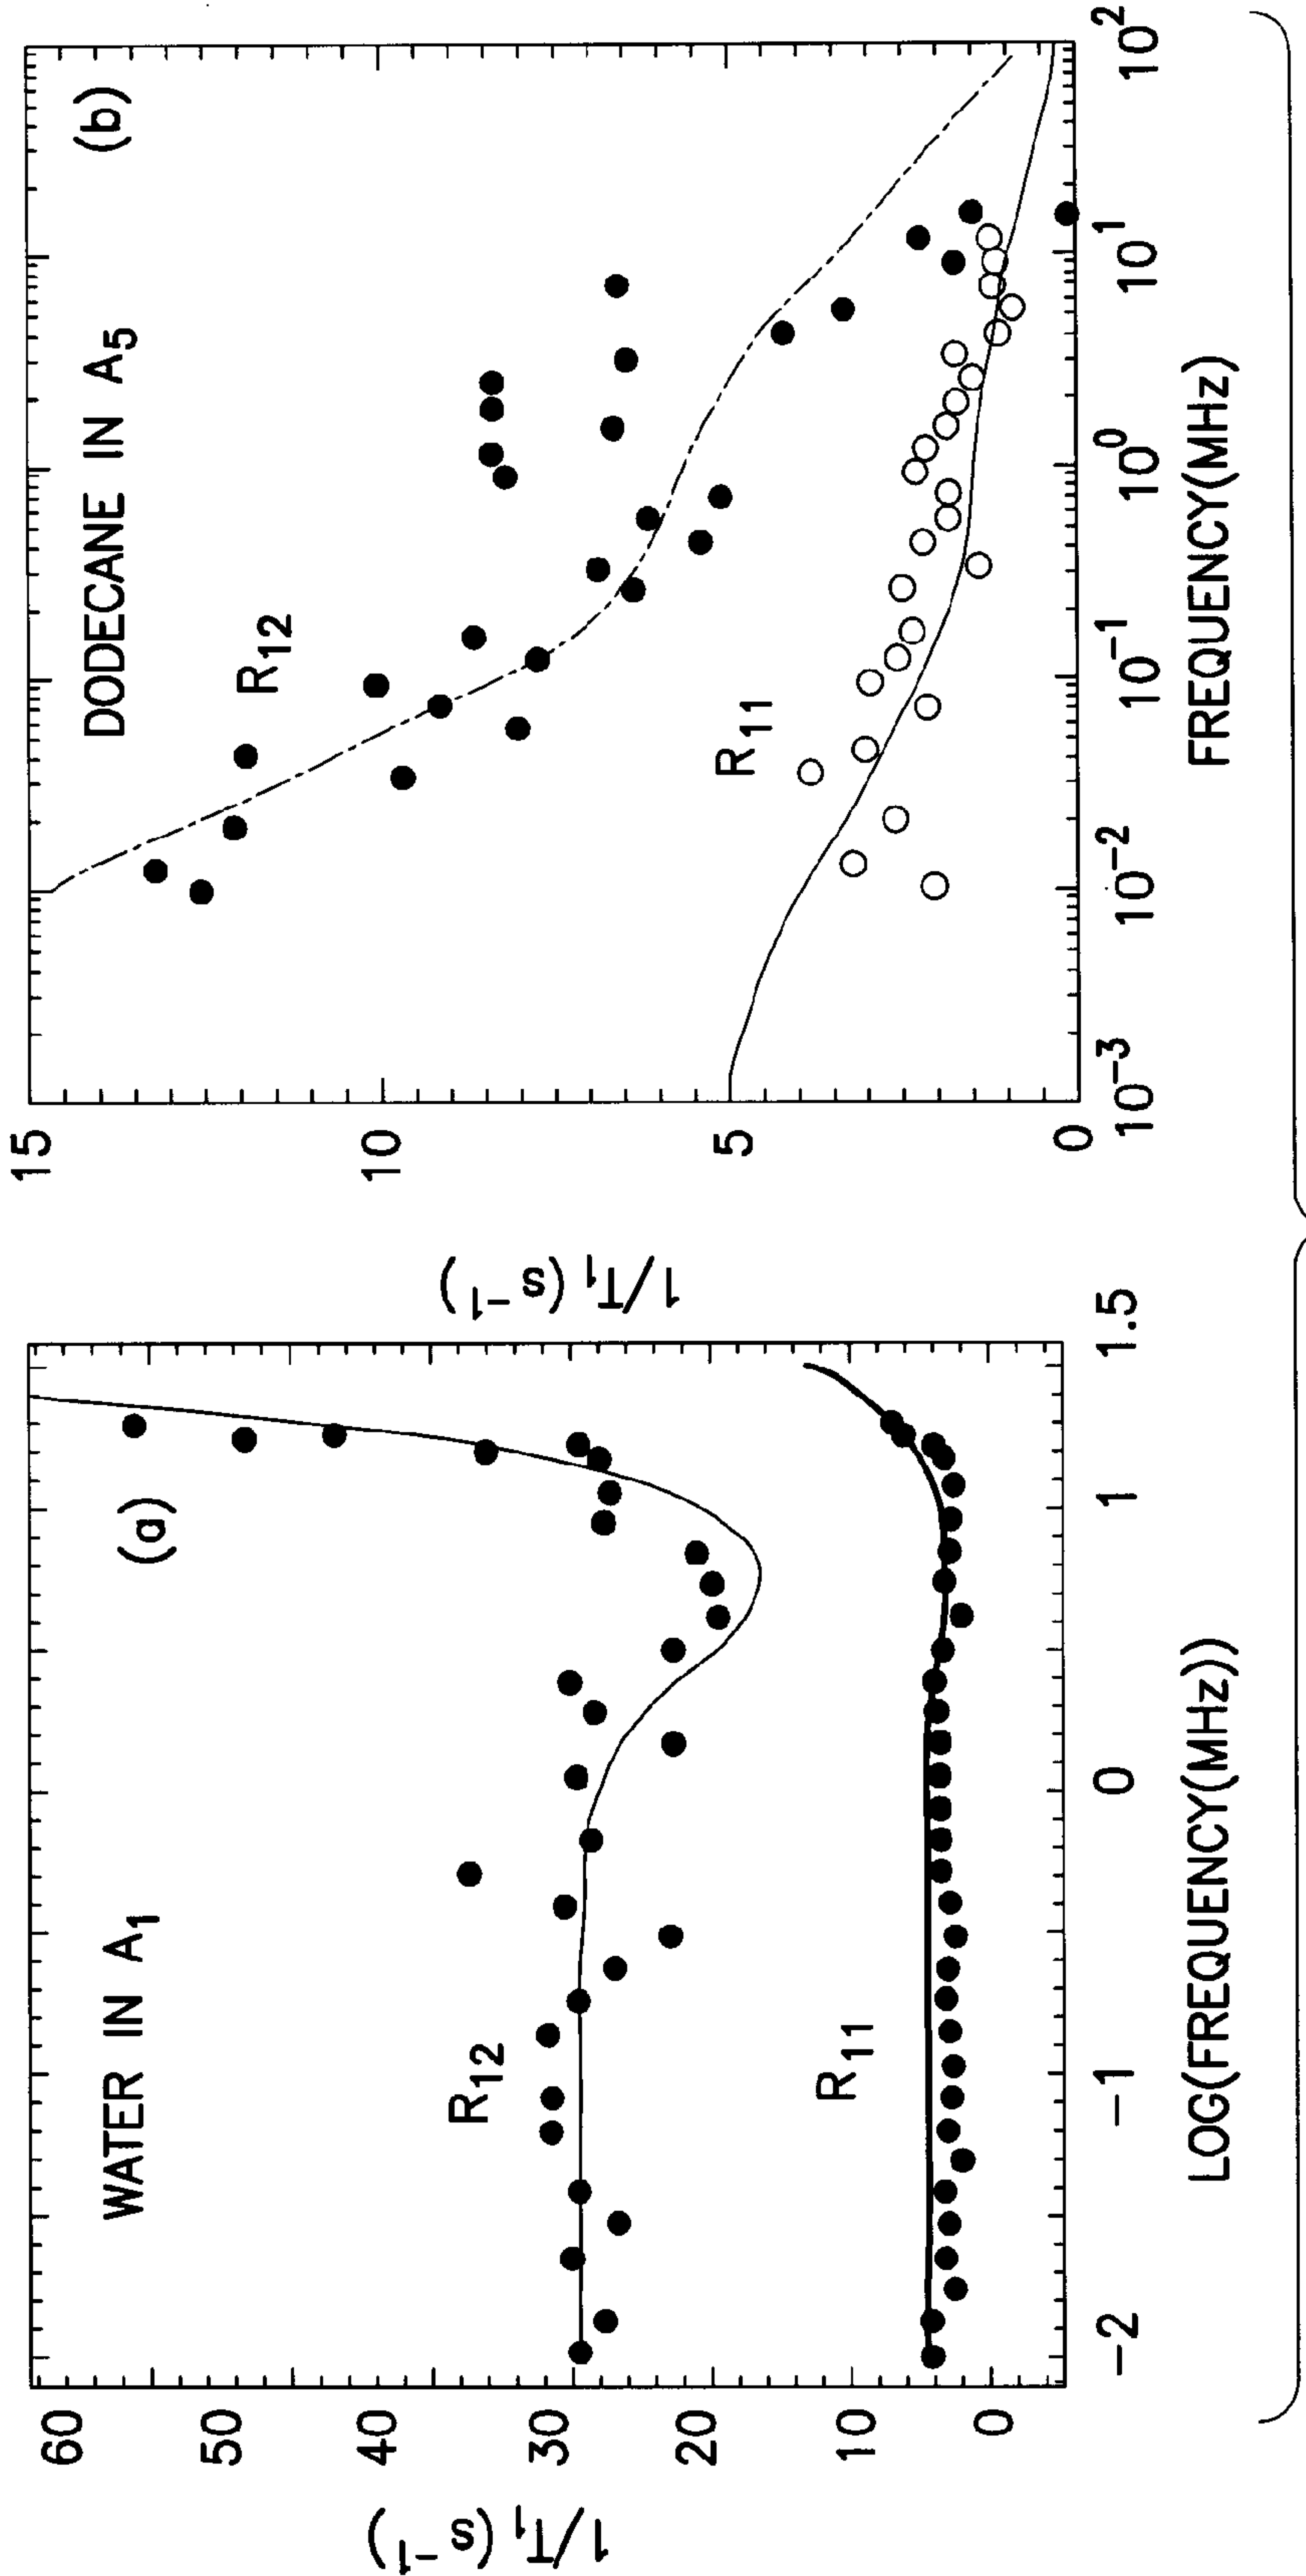 WATER IN A1
(a)
R12
R11
60
50
40
30
20
10
0
1/T1(s−1)
−2
−1
0
1
1.5
LOG(FREQUENCY(MHz))
DODECANE IN A5
(b)
R12
R11
15
10
5
0
1/T1(s−1)
10−3
10−2
10−1
100
101
102
FREQUENCY(MHz)